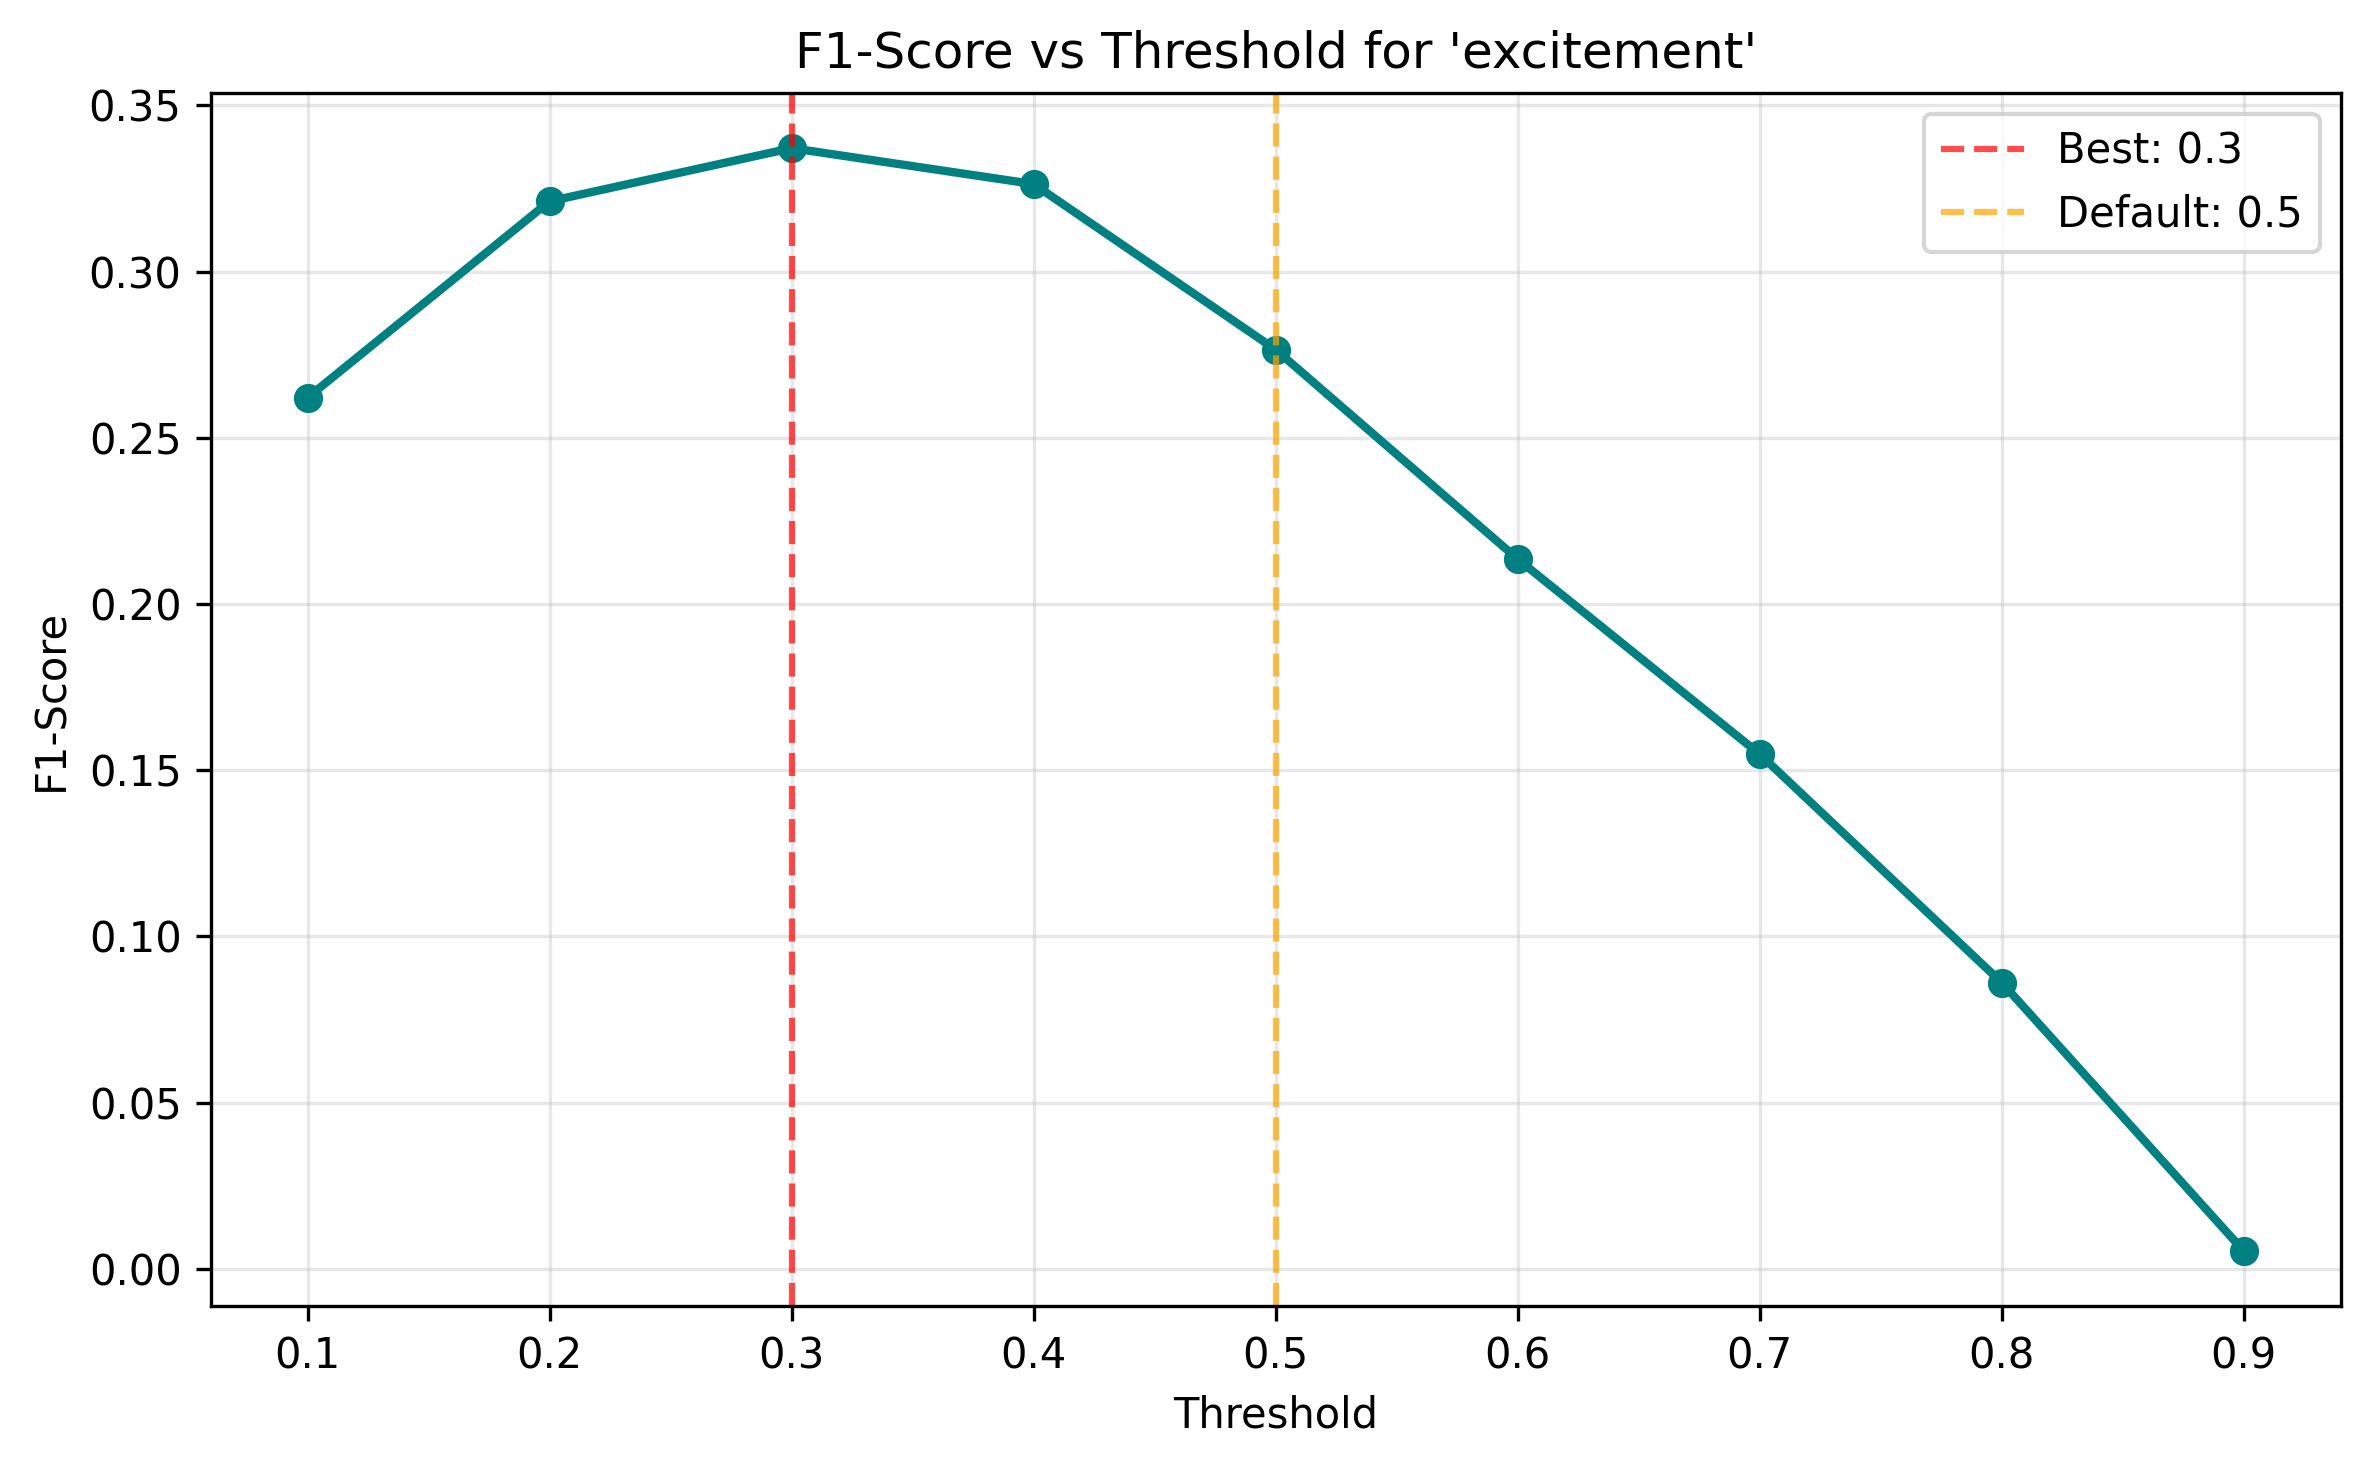 F1-Score vs Threshold for 'excitement'
Best: 0.3
Default: 0.5
F1-Score
0.35
0.30
0.25
0.20
0.15
0.10
0.05
0.00
0.1 0.2 0.3 0.4 0.5 0.6 0.7 0.8 0.9
Threshold